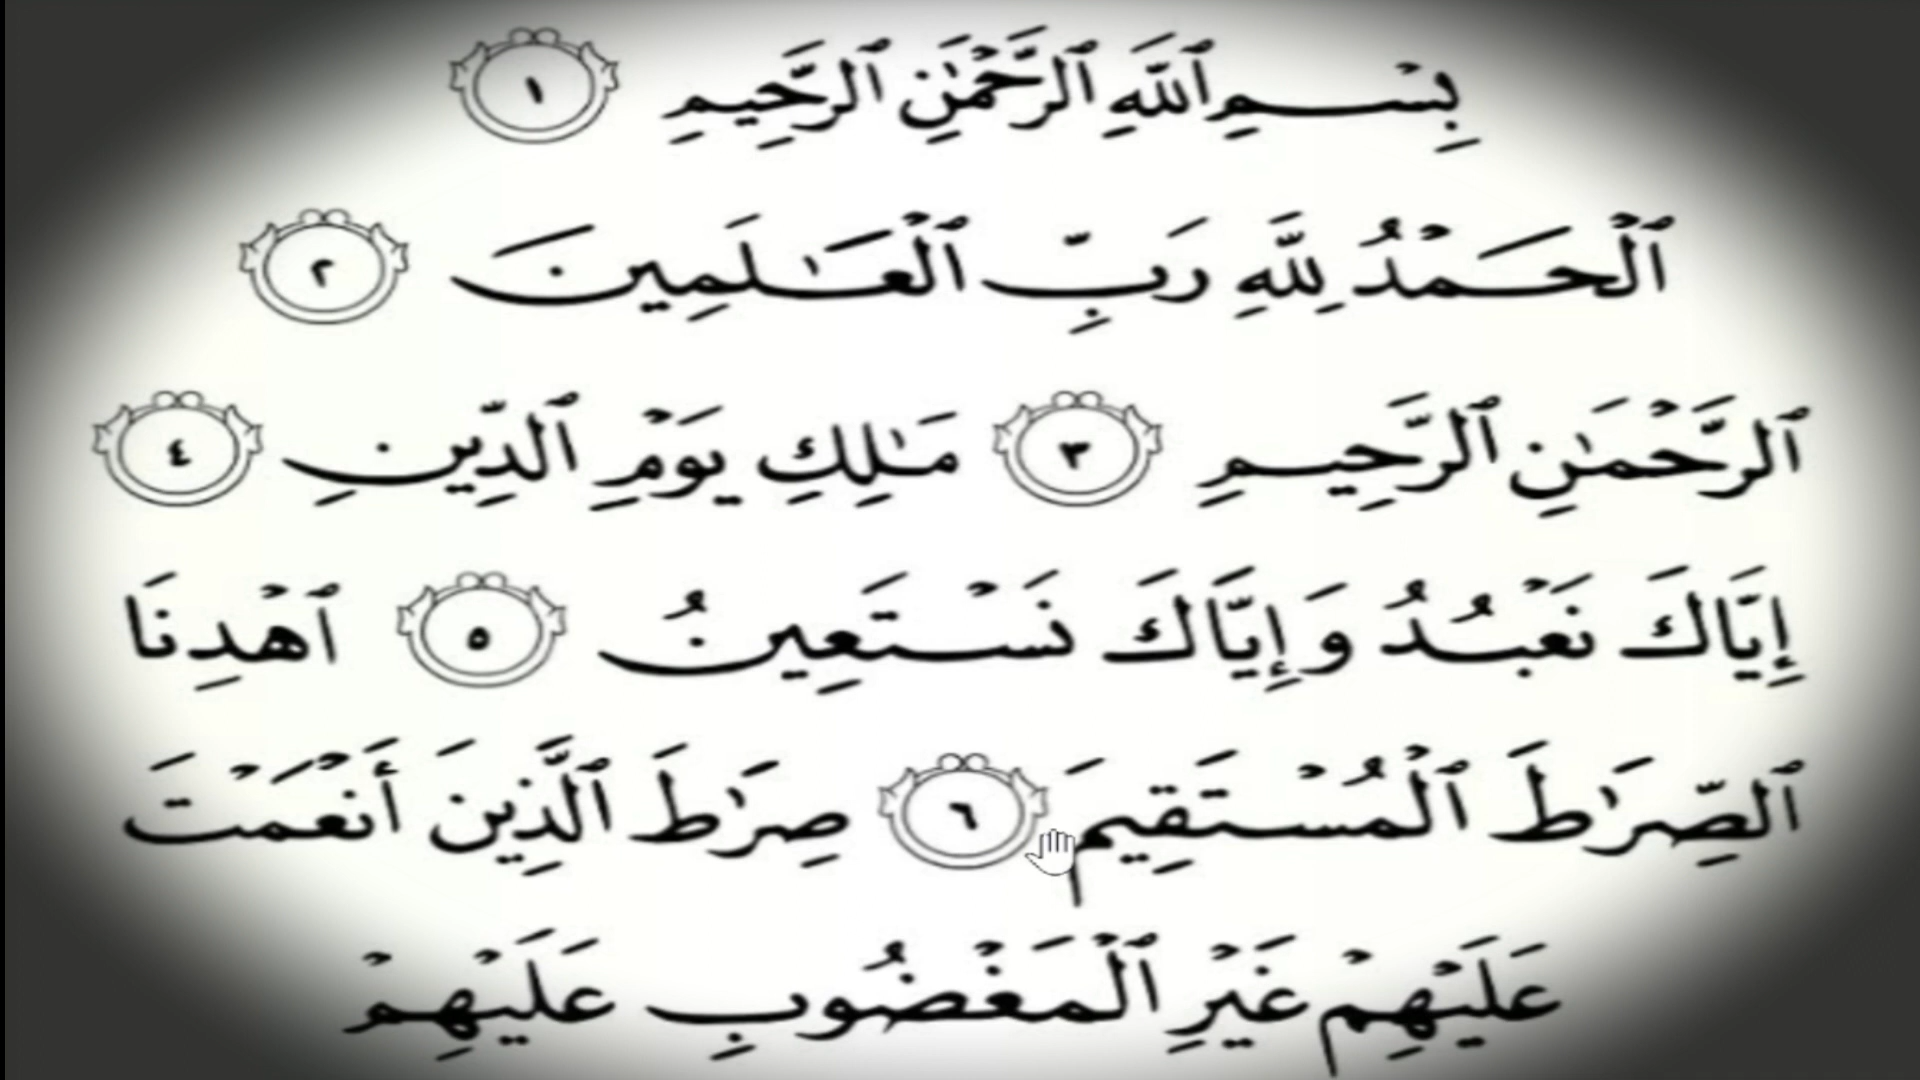 بِسْمِ ٱللَّهِ ٱلرَّحْمَٰنِ ٱلرَّحِيمِ ١
ٱلْحَمْدُ لِلَّهِ رَبِّ ٱلْعَـٰلَمِينَ ٢
ٱلرَّحْمَٰنِ ٱلرَّحِيمِ ٣ مَـٰلِكِ يَوْمِ ٱلدِّينِ ٤
إِيَّاكَ نَعْبُدُ وَإِيَّاكَ نَسْتَعِينُ ٥ ٱهْدِنَا
ٱلصِّرَٰطَ ٱلْمُسْتَقِيمَ ٦ صِرَٰطَ ٱلَّذِينَ أَنْعَمْتَ
عَلَيْهِمْ غَيْرِ ٱلْمَغْضُوبِ عَلَيْهِمْ